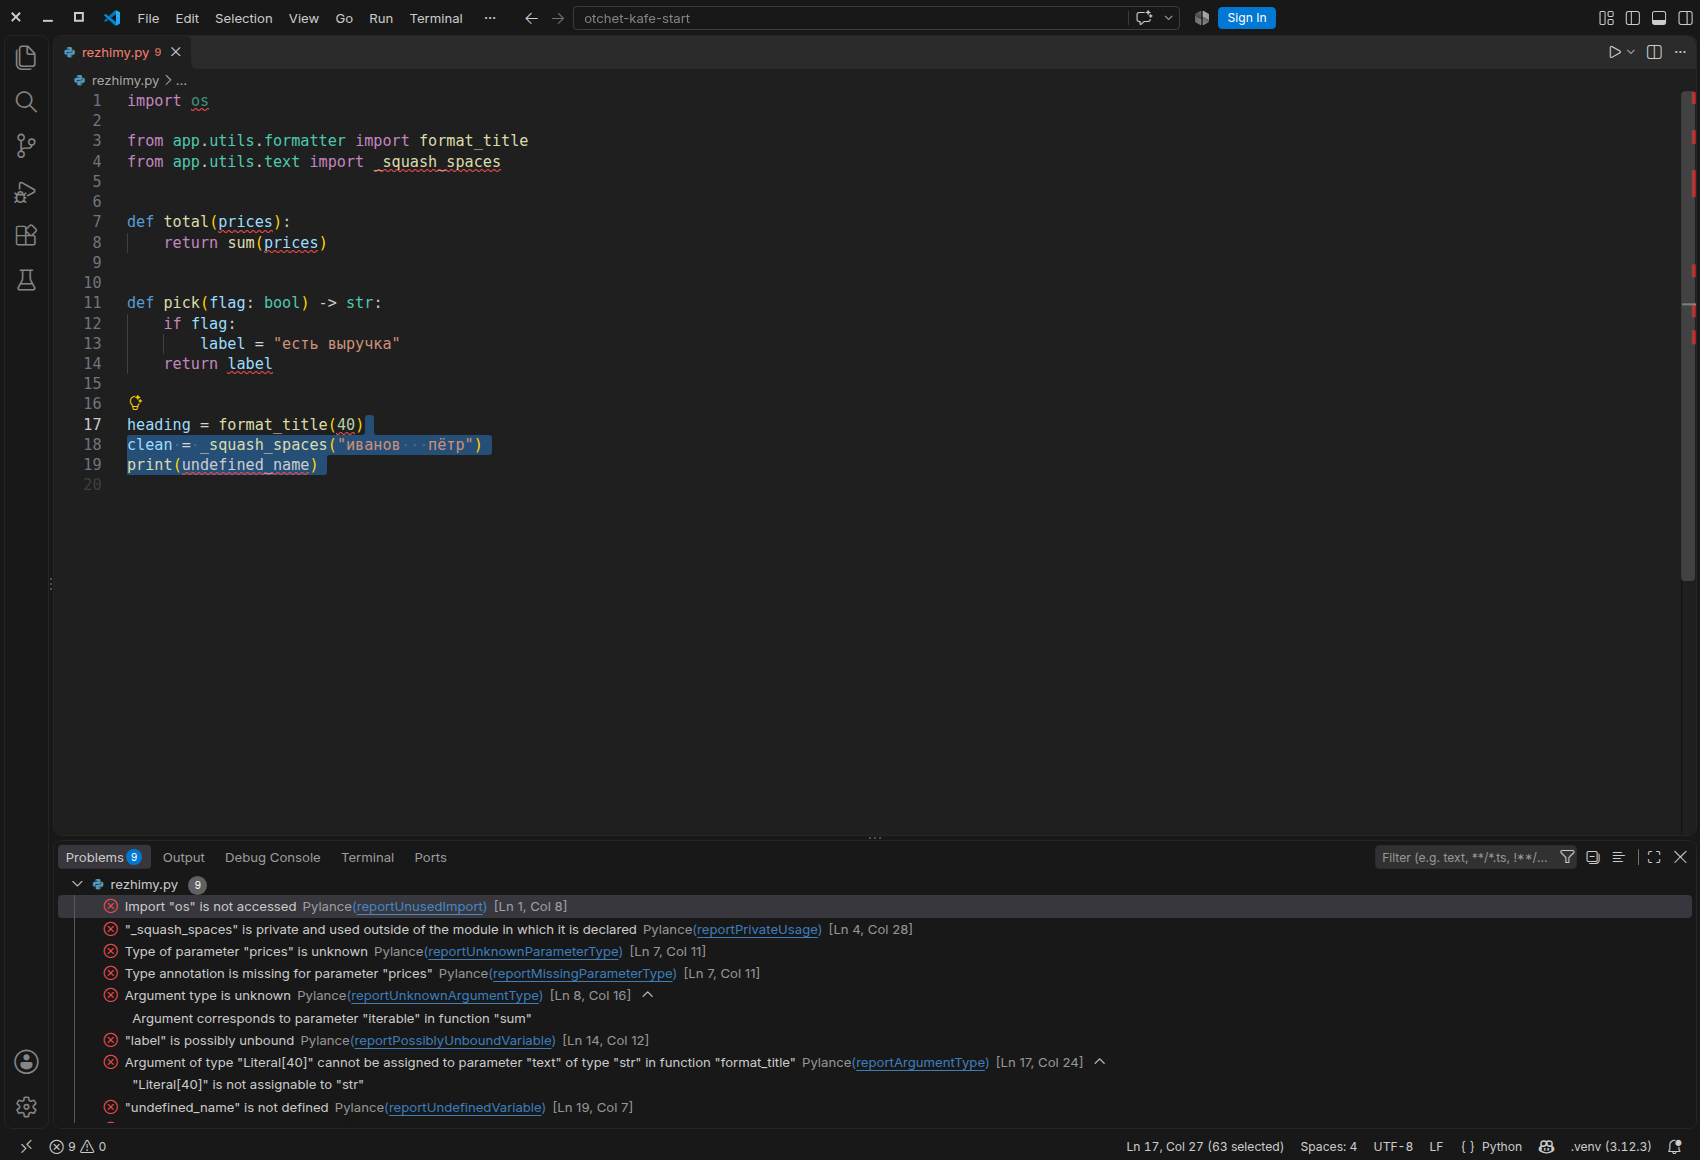 File Edit Selection View Go Run Terminal ··· otchet-kafe-start Sign In
rezhimy.py 9
rezhimy.py > ...
1 import os
2
3 from app.utils.formatter import format_title
4 from app.utils.text import _squash_spaces
5
6
7 def total(prices):
8 return sum(prices)
9
10
11 def pick(flag: bool) -> str:
12 if flag:
13 label = "есть выручка"
14 return label
15
16
17 heading = format_title(40)
18 clean = _squash_spaces("иванов···пётр")
19 print(undefined_name)
20
Problems 9 Output Debug Console Terminal Ports Filter (e.g. text, **/*.ts, !**/...
rezhimy.py 9
Import "os" is not accessed Pylance(reportUnusedImport) [Ln 1, Col 8]
"_squash_spaces" is private and used outside of the module in which it is declared Pylance(reportPrivateUsage) [Ln 4, Col 28]
Type of parameter "prices" is unknown Pylance(reportUnknownParameterType) [Ln 7, Col 11]
Type annotation is missing for parameter "prices" Pylance(reportMissingParameterType) [Ln 7, Col 11]
Argument type is unknown Pylance(reportUnknownArgumentType) [Ln 8, Col 16]
Argument corresponds to parameter "iterable" in function "sum"
"label" is possibly unbound Pylance(reportPossiblyUnboundVariable) [Ln 14, Col 12]
Argument of type "Literal[40]" cannot be assigned to parameter "text" of type "str" in function "format_title" Pylance(reportArgumentType) [Ln 17, Col 24]
"Literal[40]" is not assignable to "str"
"undefined_name" is not defined Pylance(reportUndefinedVariable) [Ln 19, Col 7]
9 0 Ln 17, Col 27 (63 selected) Spaces: 4 UTF-8 LF { } Python .venv (3.12.3)